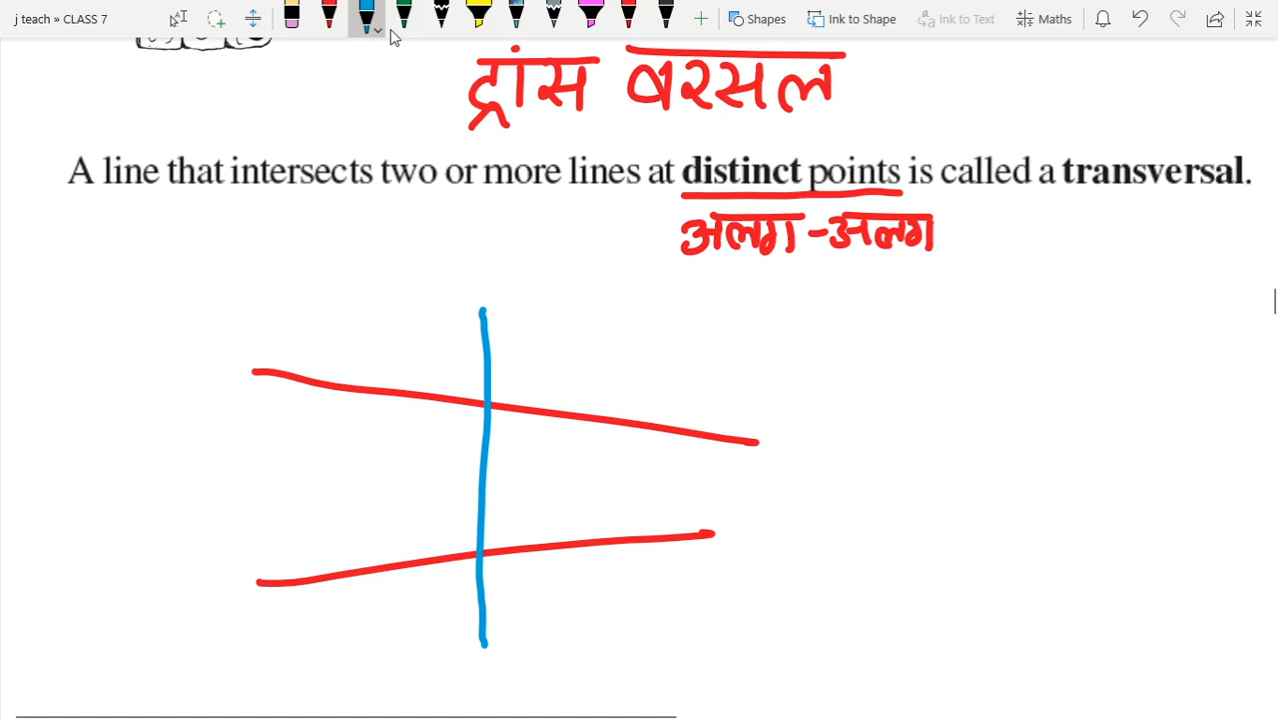 j teach ▸ CLASS 7 Shapes Ink to Shape Ink to Text Maths
ट्रांस बरसल
A line that intersects two or more lines at distinct points is called a transversal.
अलग-अलग